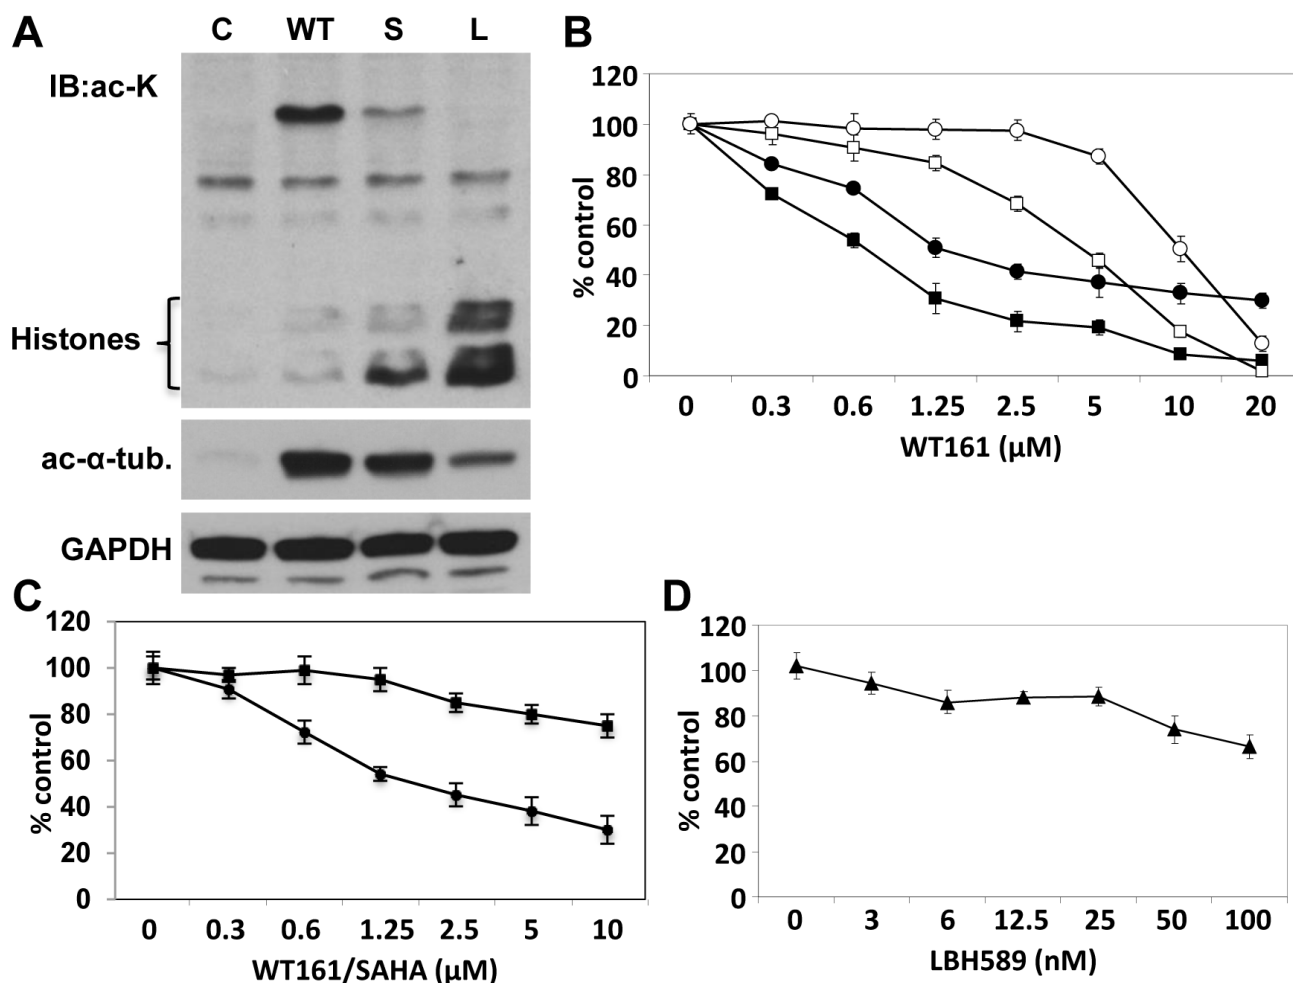 A
C WT S L
IB:ac-K
Histones
ac-α-tub.
GAPDH
B
120
100
80
60
40
20
0
% control
0 0.3 0.6 1.25 2.5 5 10 20
WT161 (µM)
C
120
100
80
60
40
20
0
% control
0 0.3 0.6 1.25 2.5 5 10
WT161/SAHA (µM)
D
120
100
80
60
40
20
0
% control
0 3 6 12.5 25 50 100
LBH589 (nM)